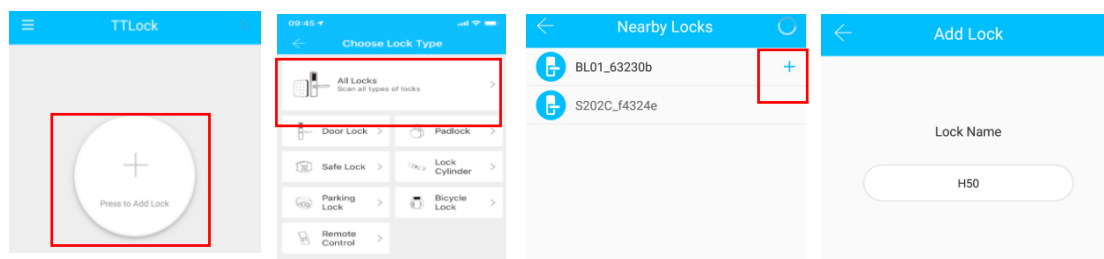 TTLock
Press to Add Lock
09:45
Choose Lock Type
All Locks
Scan all types of locks
Door Lock
Padlock
Safe Lock
Lock
Cylinder
Parking
Lock
Bicycle
Lock
Remote
Control
Nearby Locks
BL01_63230b
S202C_f4324e
Add Lock
Lock Name
H50